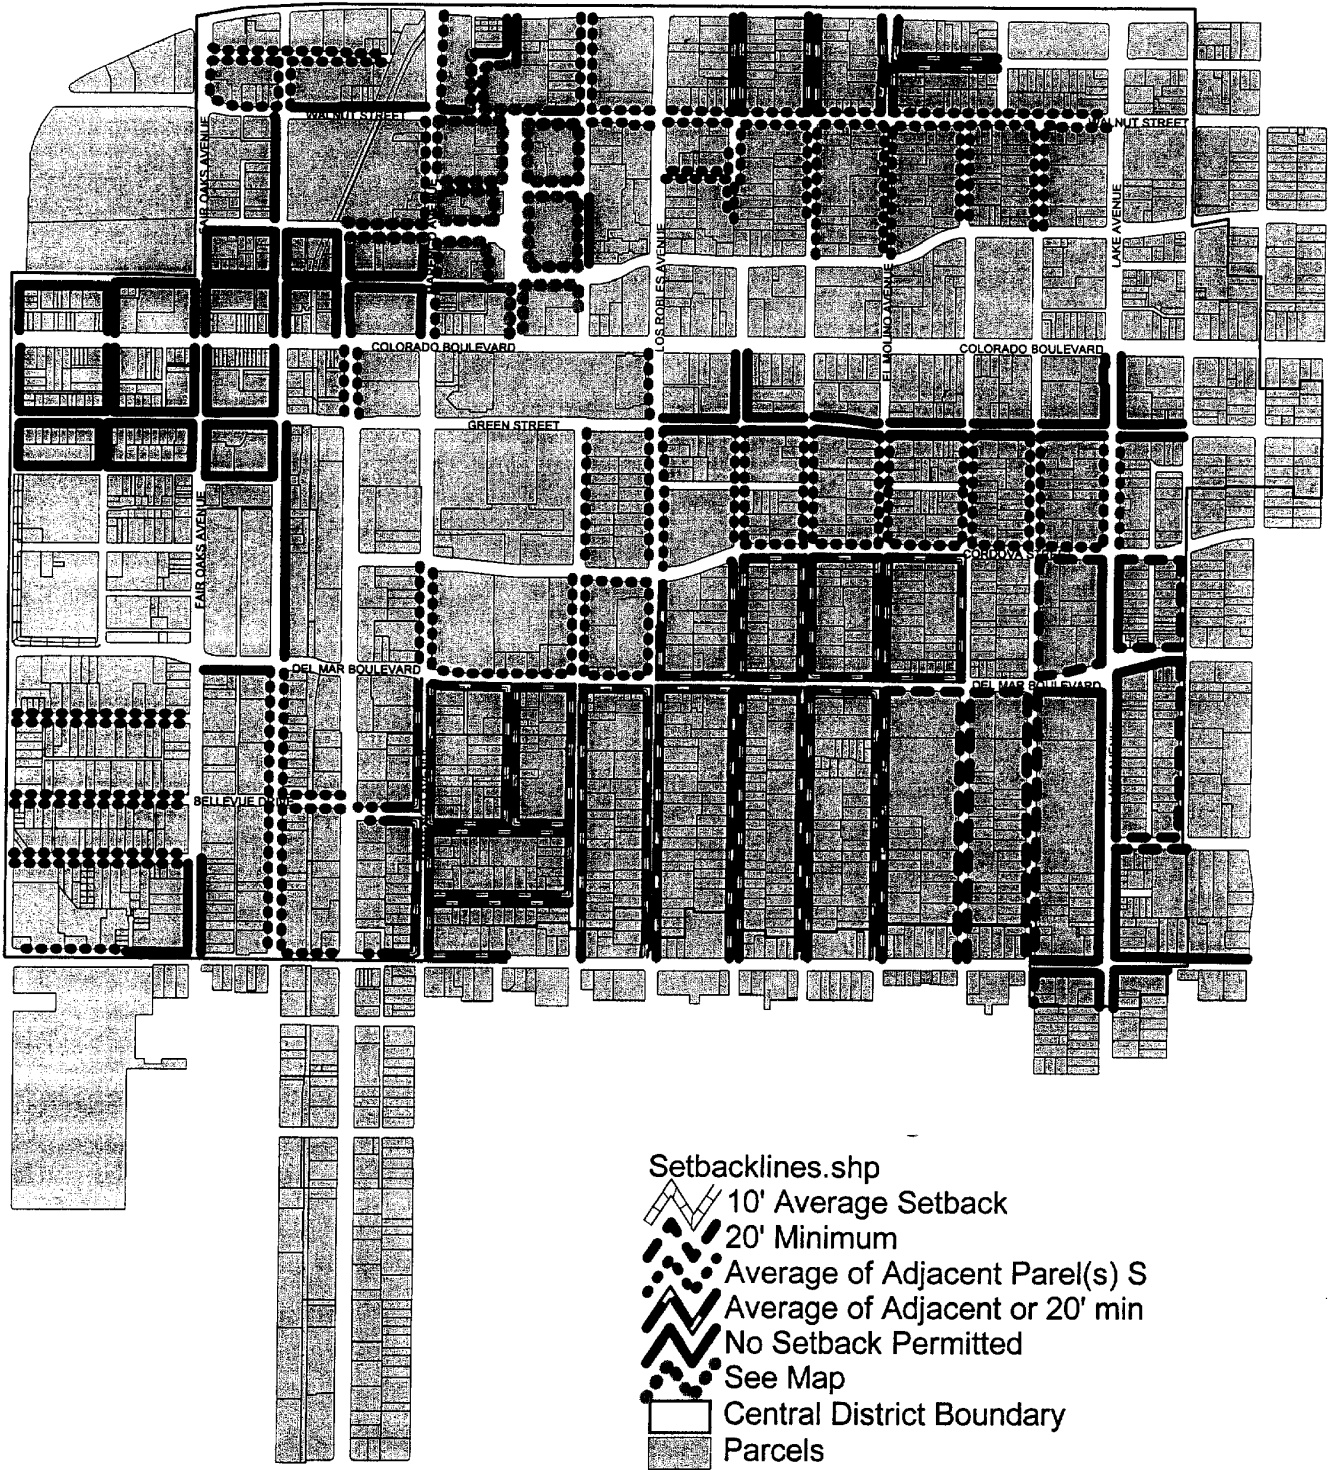 WALNUT STREET
WALNUT STREET
FAIR OAKS AVENUE
LAKE AVENUE
LOS ROBLES AVENUE
EL MOLINO AVENUE
COLORADO BOULEVARD
COLORADO BOULEVARD
GREEN STREET
FAIR OAKS AVENUE
CORDOVA
DEL MAR BOULEVARD
DEL MAR BOULEVARD
BELLEVUE DRIVE
Setbacklines.shp
10' Average Setback
20' Minimum
Average of Adjacent Parel(s) S
Average of Adjacent or 20' min
No Setback Permitted
See Map
Central District Boundary
Parcels